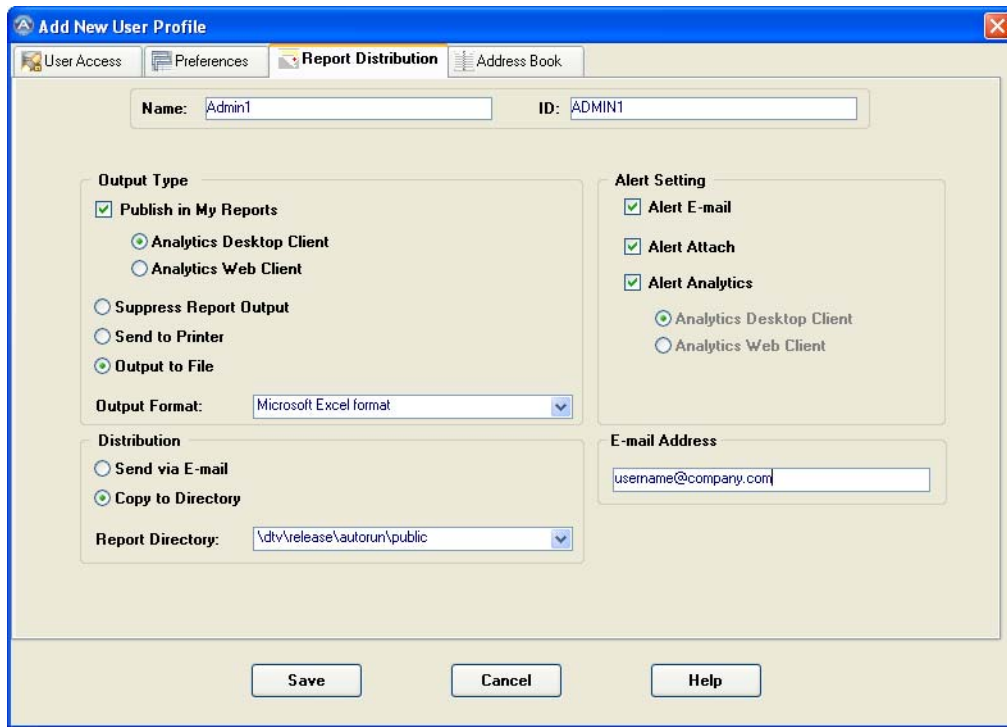 Add New User Profile
User Access
Preferences
Report Distribution
Address Book
Name: Admin1
ID: ADMIN1
Output Type
Publish in My Reports
Analytics Desktop Client
Analytics Web Client
Suppress Report Output
Send to Printer
Output to File
Output Format: Microsoft Excel format
Alert Setting
Alert E-mail
Alert Attach
Alert Analytics
Analytics Desktop Client
Analytics Web Client
Distribution
Send via E-mail
Copy to Directory
Report Directory: \dtv\release\autorun\public
E-mail Address
username@company.com
Save
Cancel
Help